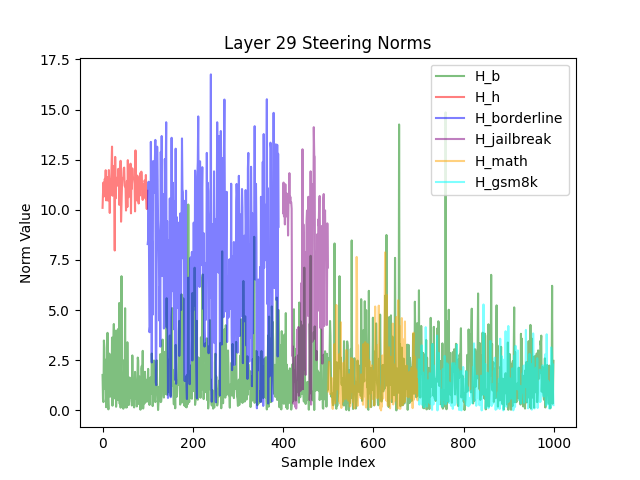 Layer 29 Steering Norms
17.5
15.0
12.5
10.0
7.5
5.0
2.5
0.0
Norm Value
H_b
H_h
H_borderline
H_jailbreak
H_math
H_gsm8k
0 200 400 600 800 1000
Sample Index